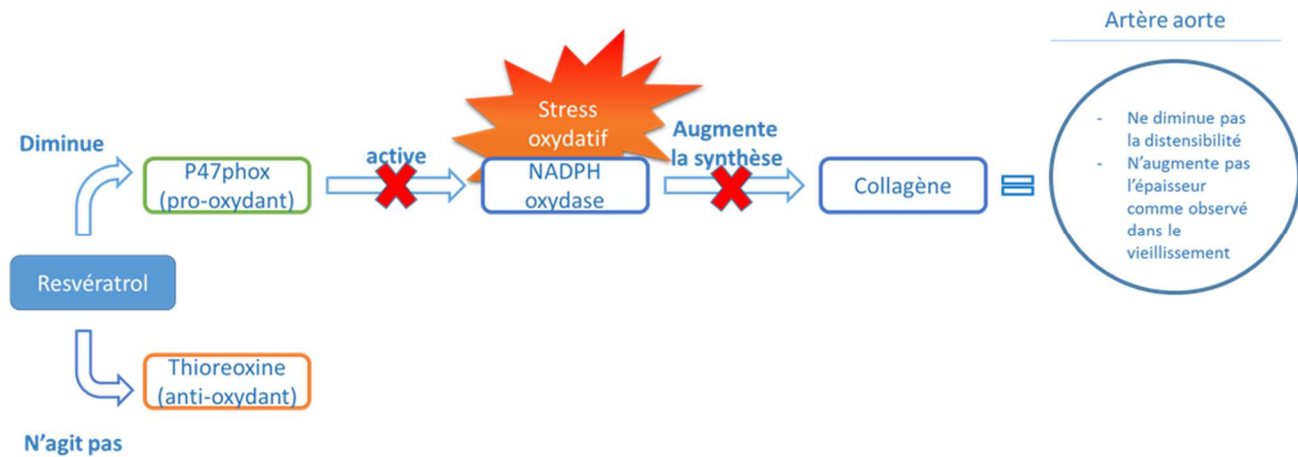 Artère aorte
Stress
oxydatif
Diminue
active
Augmente
la synthèse
P47phox
(pro-oxydant)
NADPH
oxydase
Collagène
- Ne diminue pas
la distensibilité
- N'augmente pas
l'épaisseur
comme observé
dans le
vieillissement
Resvératrol
Thioreoxine
(anti-oxydant)
N'agit pas